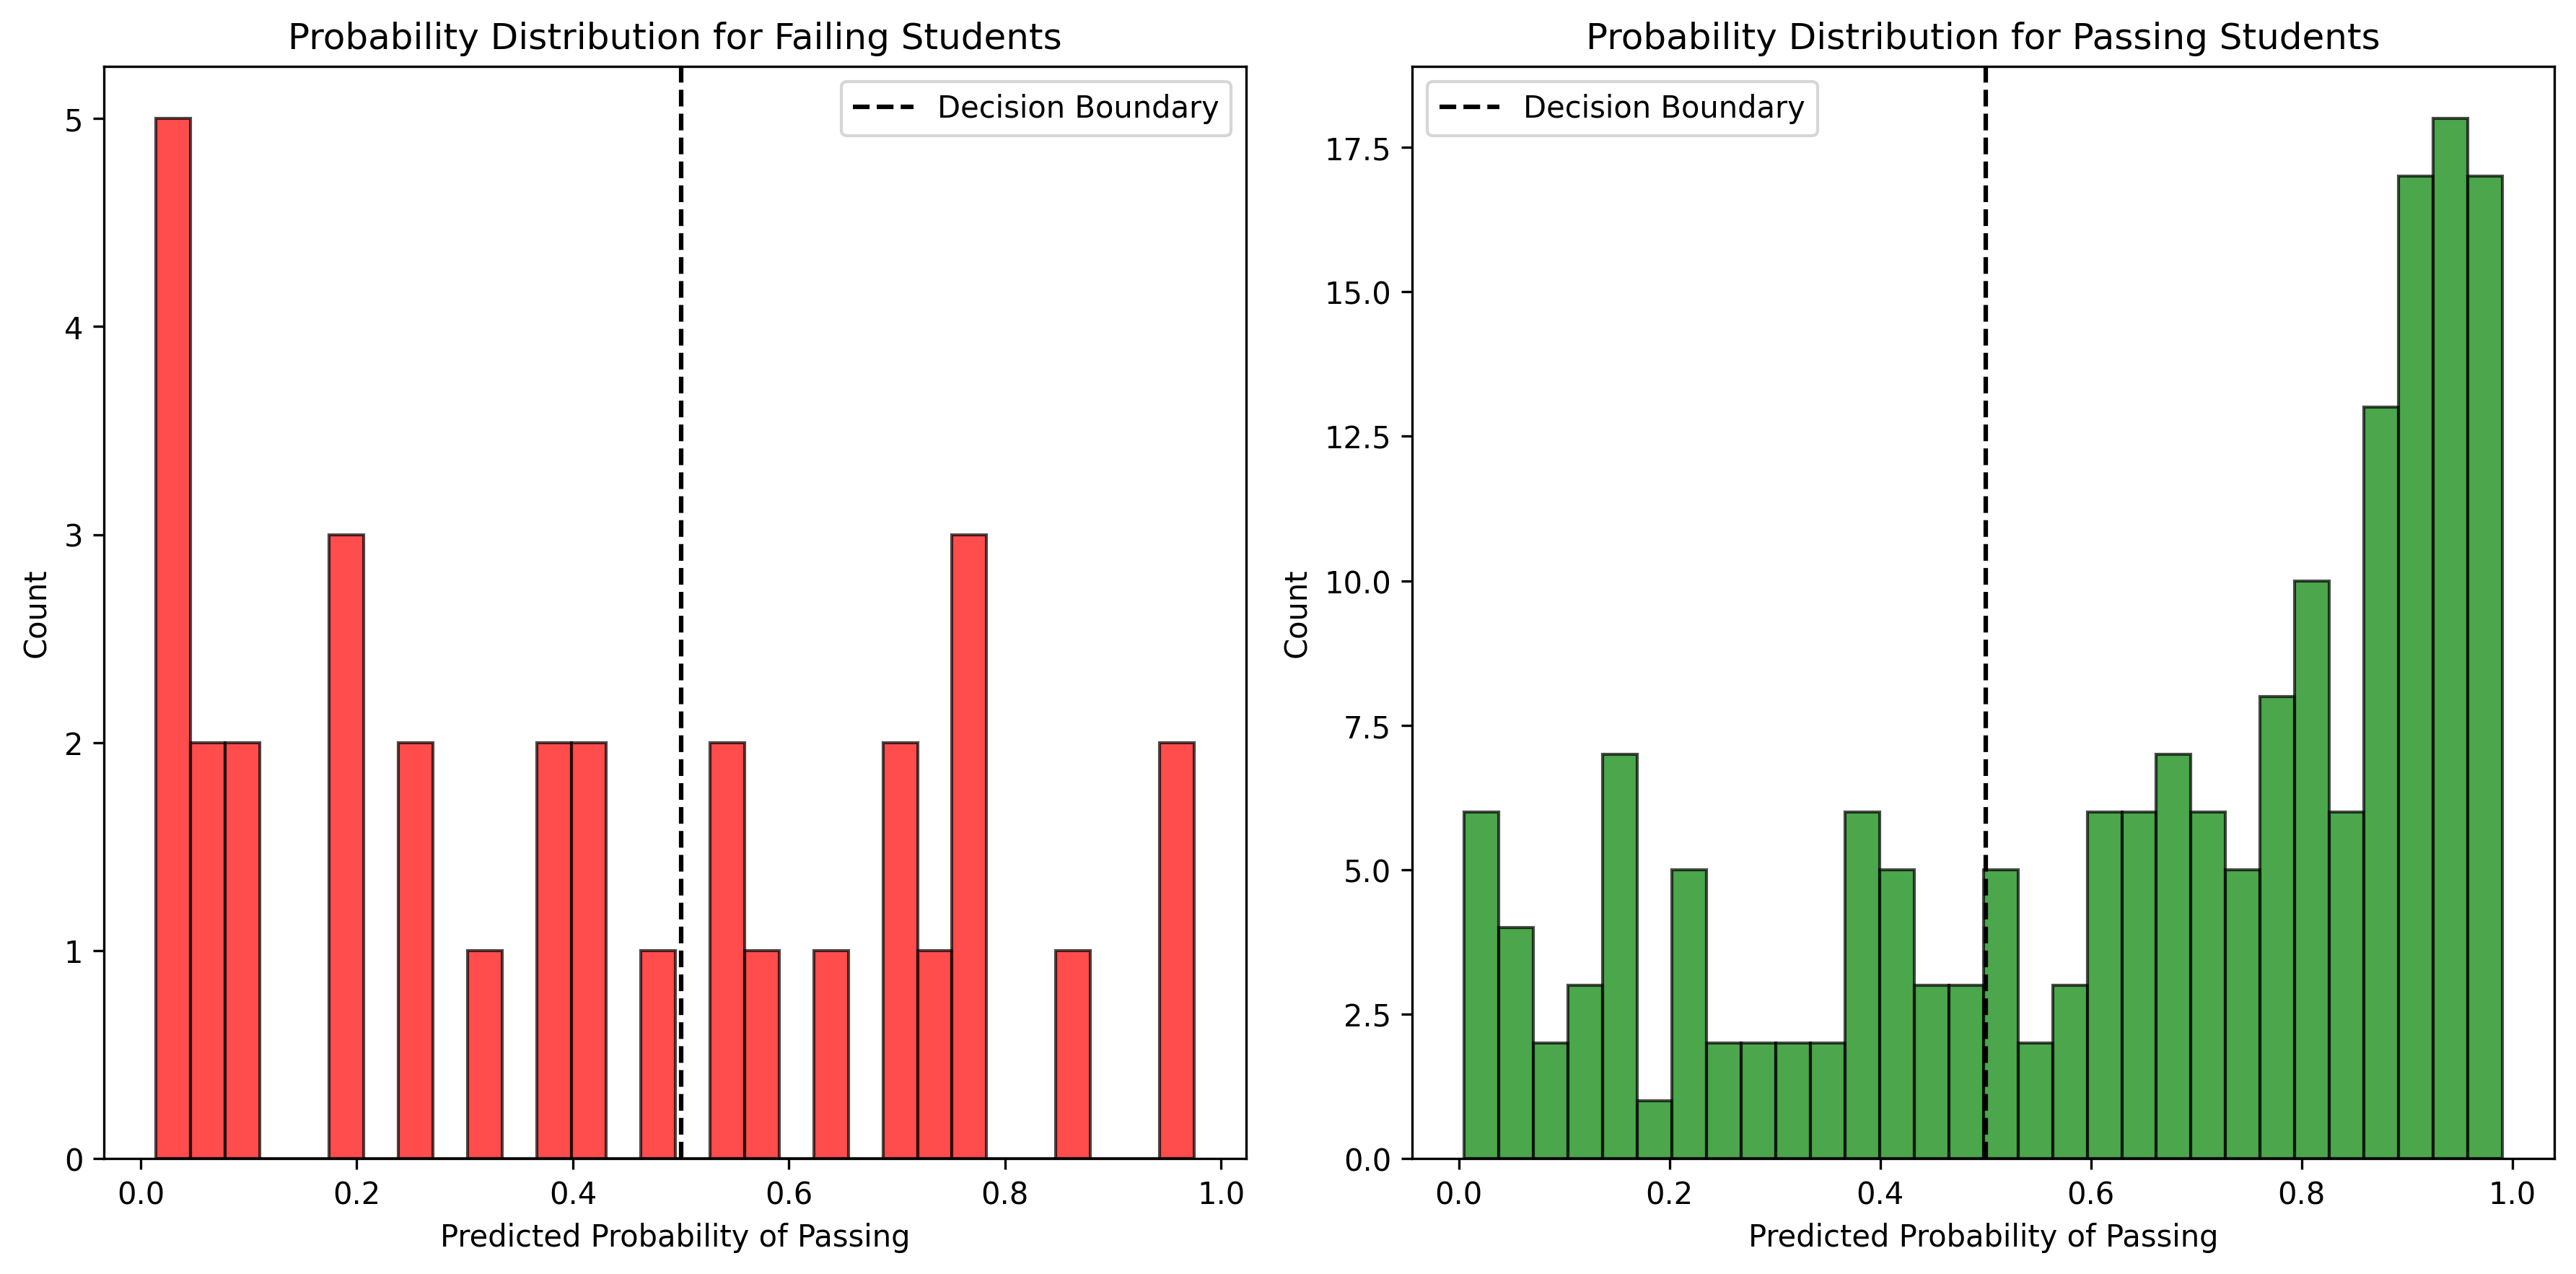 Probability Distribution for Failing Students
Decision Boundary
5
4
3
2
1
0
Count
0.0 0.2 0.4 0.6 0.8 1.0
Predicted Probability of Passing
Probability Distribution for Passing Students
Decision Boundary
17.5
15.0
12.5
10.0
7.5
5.0
2.5
0.0
Count
0.0 0.2 0.4 0.6 0.8 1.0
Predicted Probability of Passing